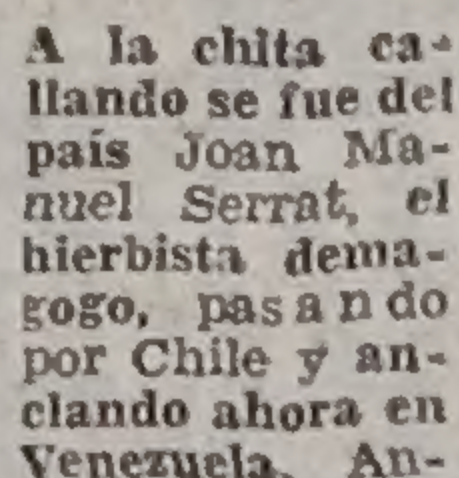 A la chita ca-
llando se fue del
país Joan Ma-
nuel Serrat, el
hierbista dema-
gogo, pasando
por Chile y an-
clando ahora en
Venezuela. An-